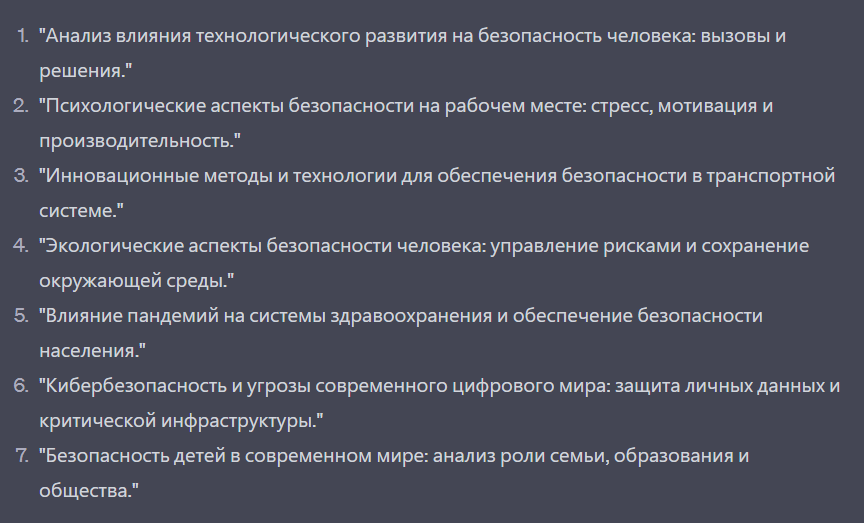 1. "Анализ влияния технологического развития на безопасность человека: вызовы и
решения."
2. "Психологические аспекты безопасности на рабочем месте: стресс, мотивация и
производительность."
3. "Инновационные методы и технологии для обеспечения безопасности в транспортной
системе."
4. "Экологические аспекты безопасности человека: управление рисками и сохранение
окружающей среды."
5. "Влияние пандемий на системы здравоохранения и обеспечение безопасности
населения."
6. "Кибербезопасность и угрозы современного цифрового мира: защита личных данных и
критической инфраструктуры."
7. "Безопасность детей в современном мире: анализ роли семьи, образования и
общества."